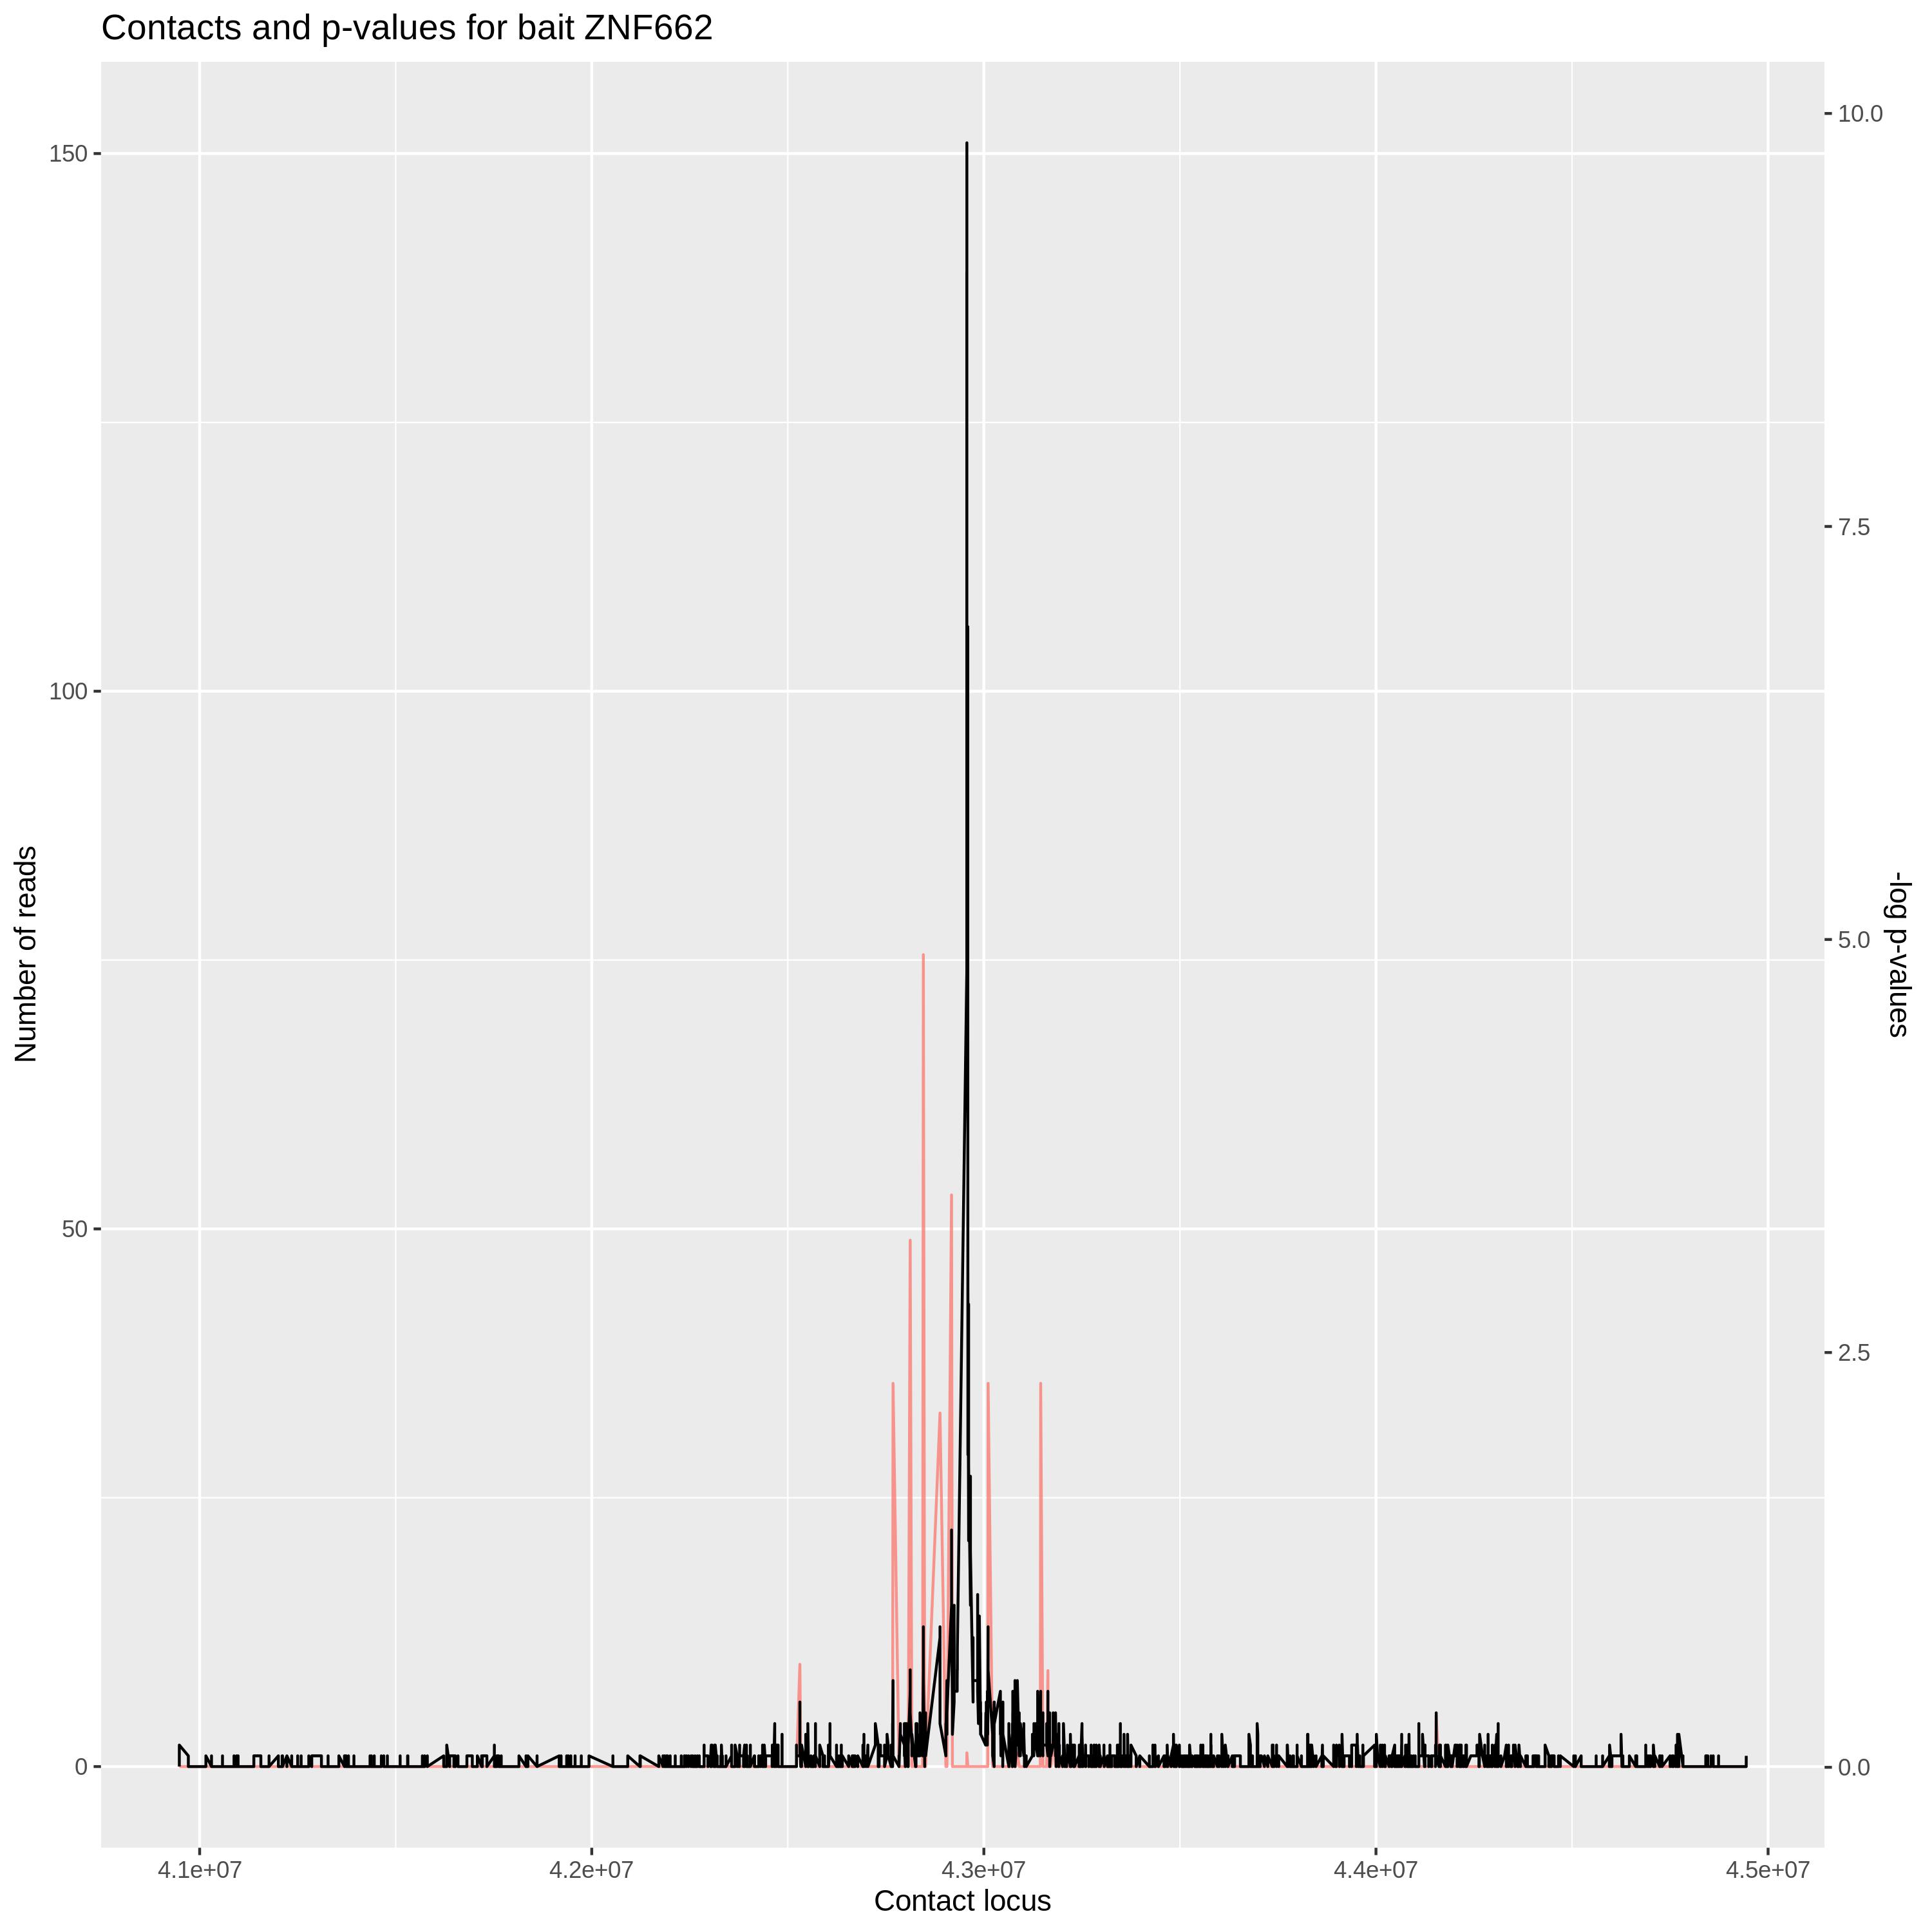 Contacts and p-values for bait ZNF662
150
100
50
0
Number of reads
10.0
7.5
5.0
2.5
0.0
-log p-values
4.1e+07
4.2e+07
4.3e+07
4.4e+07
4.5e+07
Contact locus